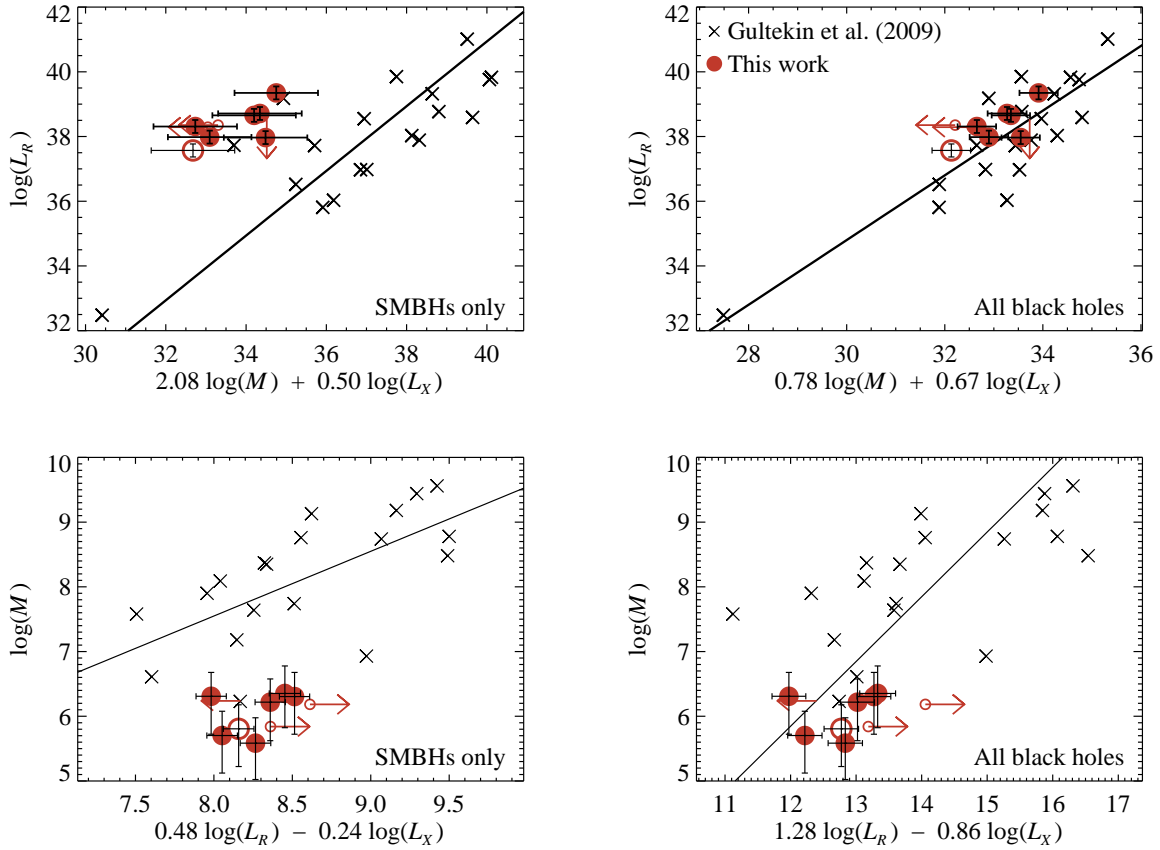 42
40
38
36
34
32
log(L_R)
SMBHs only
30 32 34 36 38 40
2.08 log(M) + 0.50 log(L_X)
42
40
38
36
34
32
log(L_R)
× Gultekin et al. (2009)
This work
All black holes
28 30 32 34 36
0.78 log(M) + 0.67 log(L_X)
10
9
8
7
6
5
log(M)
SMBHs only
7.5 8.0 8.5 9.0 9.5
0.48 log(L_R) − 0.24 log(L_X)
10
9
8
7
6
5
log(M)
All black holes
11 12 13 14 15 16 17
1.28 log(L_R) − 0.86 log(L_X)